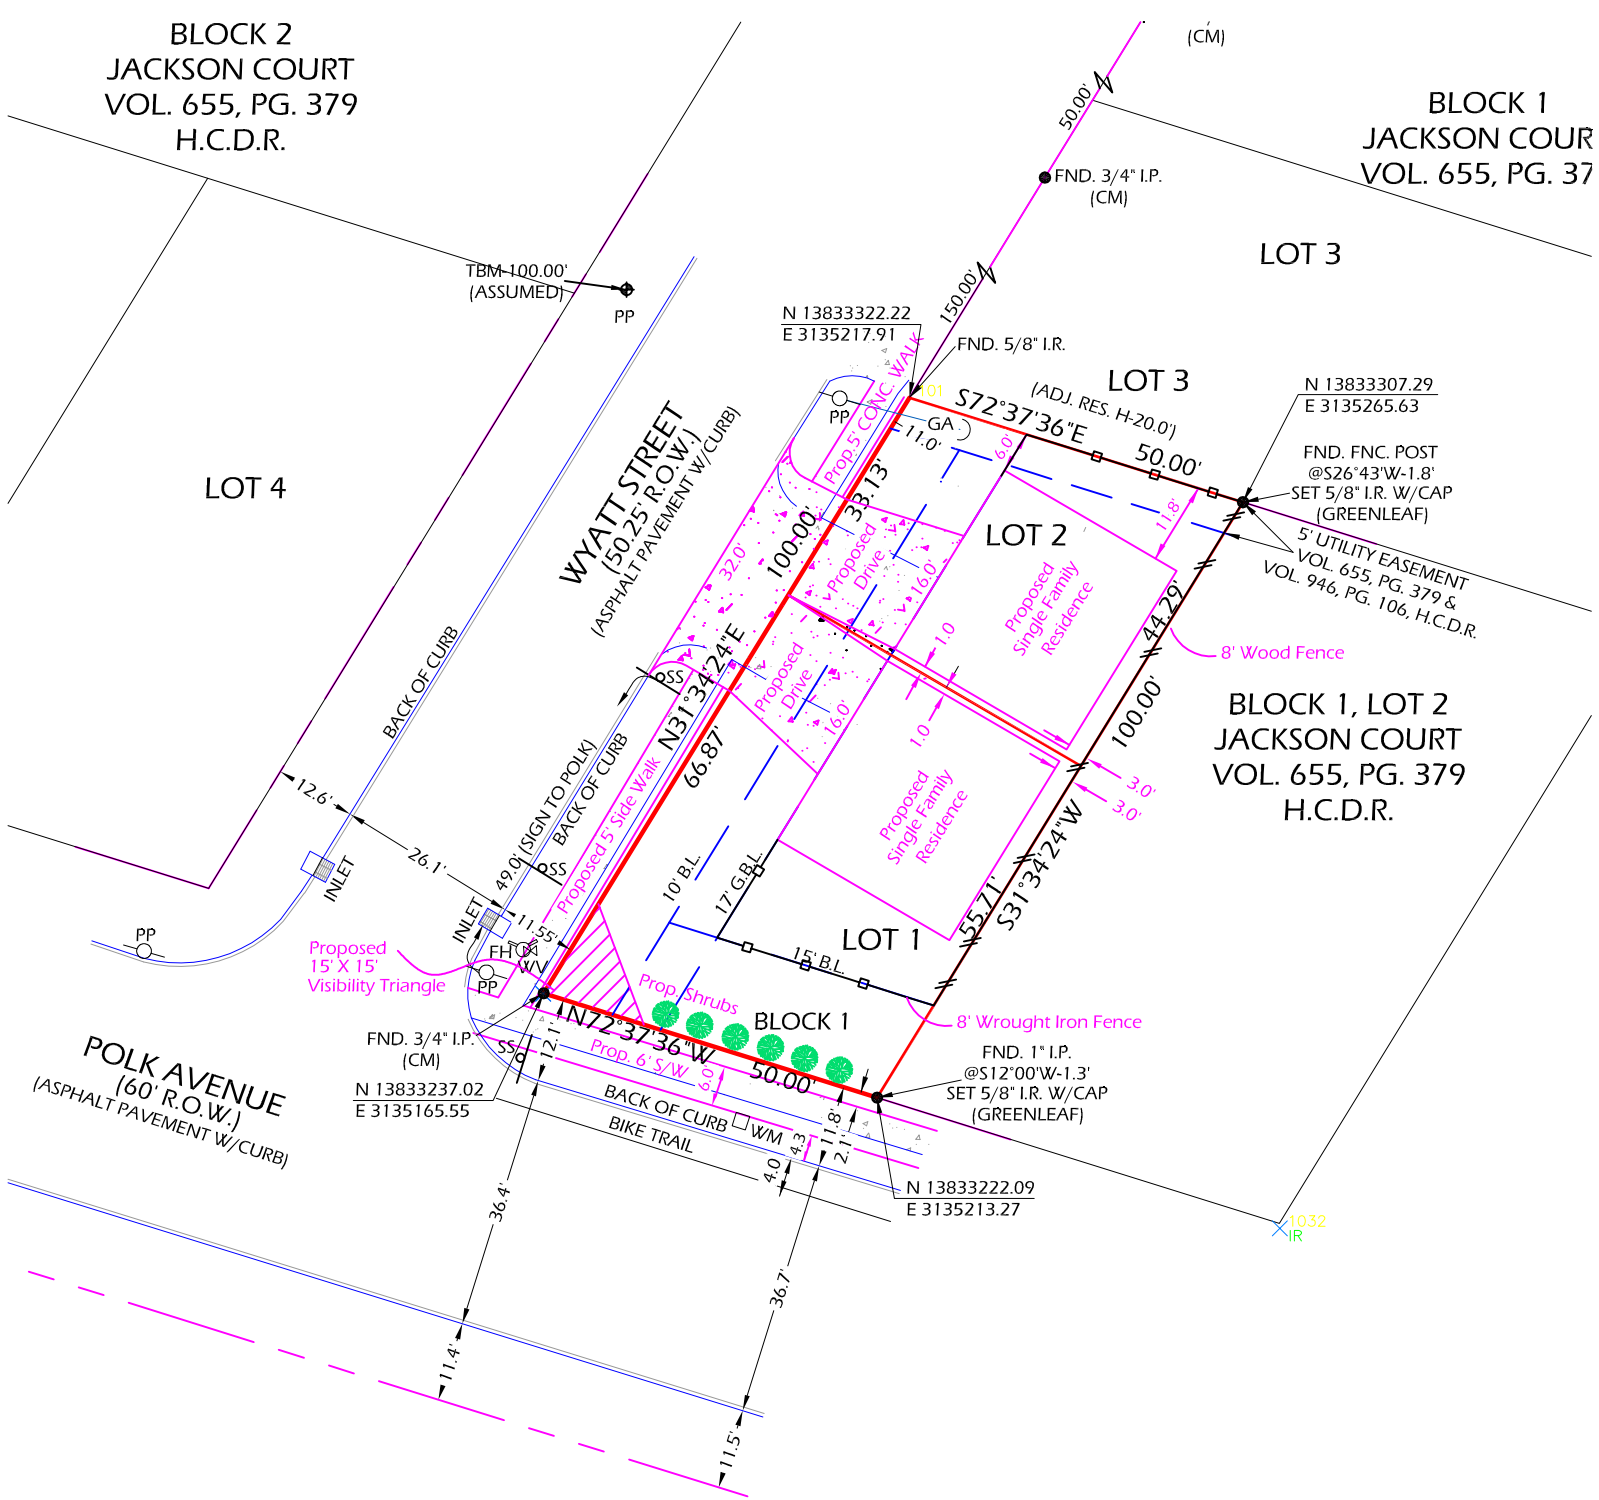 BLOCK 2
JACKSON COURT
VOL. 655, PG. 379
H.C.D.R.
(CM)
50.00'
BLOCK 1
JACKSON COUR
VOL. 655, PG. 37
FND. 3/4" I.P.
(CM)
LOT 3
TBM-100.00'
(ASSUMED)
PP
150.00'
N 13833322.22
E 3135217.91
FND. 5/8" I.R.
101
LOT 3
(ADJ. RES. H-20.0')
S72°37'36"E
50.00'
N 13833307.29
E 3135265.63
FND. FNC. POST
@S26°43'W-1.8'
SET 5/8" I.R. W/CAP
(GREENLEAF)
5' UTILITY EASEMENT
VOL. 655, PG. 379 &
VOL. 946, PG. 106, H.C.D.R.
LOT 4
WYATT STREET
(50.25' R.O.W.)
(ASPHALT PAVEMENT W/CURB)
PP
Prop.5' CONC. WALK
GA
11.0'
6.0'
33.13'
11.8'
LOT 2
100.00'
32.0'
Proposed
Drive
16.0'
Proposed
Single Family
Residence
44.29'
8' Wood Fence
1.0
N31°34'24"E
BACK OF CURB
SS
Proposed
Drive
16.0'
1.0
100.00'
BLOCK 1, LOT 2
JACKSON COURT
VOL. 655, PG. 379
H.C.D.R.
66.87'
3.0'
3.0'
12.6'
26.1'
49.0' (SIGN TO POLK)
BACK OF CURB
Proposed 5' Side Walk
Proposed
Single Family
Residence
S31°34'24"W
55.71'
INLET
SS
10' B.L.
17' G.B.L.
INLET
11.55'
LOT 1
15' B.L.
PP
Proposed
15' X 15'
Visibility Triangle
FH
WV
PP
Prop. Shrubs
BLOCK 1
8' Wrought Iron Fence
N72°37'36"W
50.00'
FND. 3/4" I.P.
(CM)
SS
12.1'
Prop. 6' S/W
6.0'
FND. 1" I.P.
@S12°00'W-1.3'
SET 5/8" I.R. W/CAP
(GREENLEAF)
POLK AVENUE
(60' R.O.W.)
(ASPHALT PAVEMENT W/CURB)
N 13833237.02
E 3135165.55
BACK OF CURB
WM
BIKE TRAIL
4.0
4.3
11.8'
2.1'
N 13833222.09
E 3135213.27
1032
IR
36.4'
36.7'
11.4'
11.5'